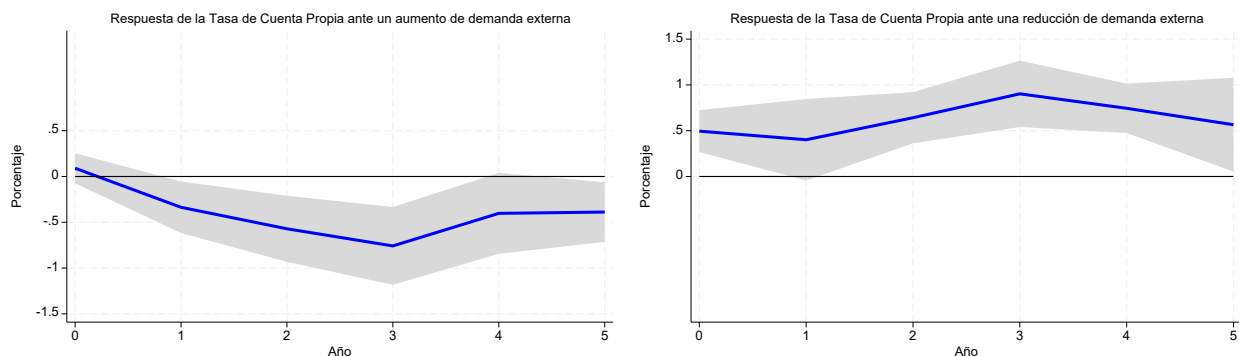 Respuesta de la Tasa de Cuenta Propia ante un aumento de demanda externa
Porcentaje
.5
0
-.5
-1
-1.5
0 1 2 3 4 5
Año
Respuesta de la Tasa de Cuenta Propia ante una reducción de demanda externa
Porcentaje
1.5
1
.5
0
0 1 2 3 4 5
Año